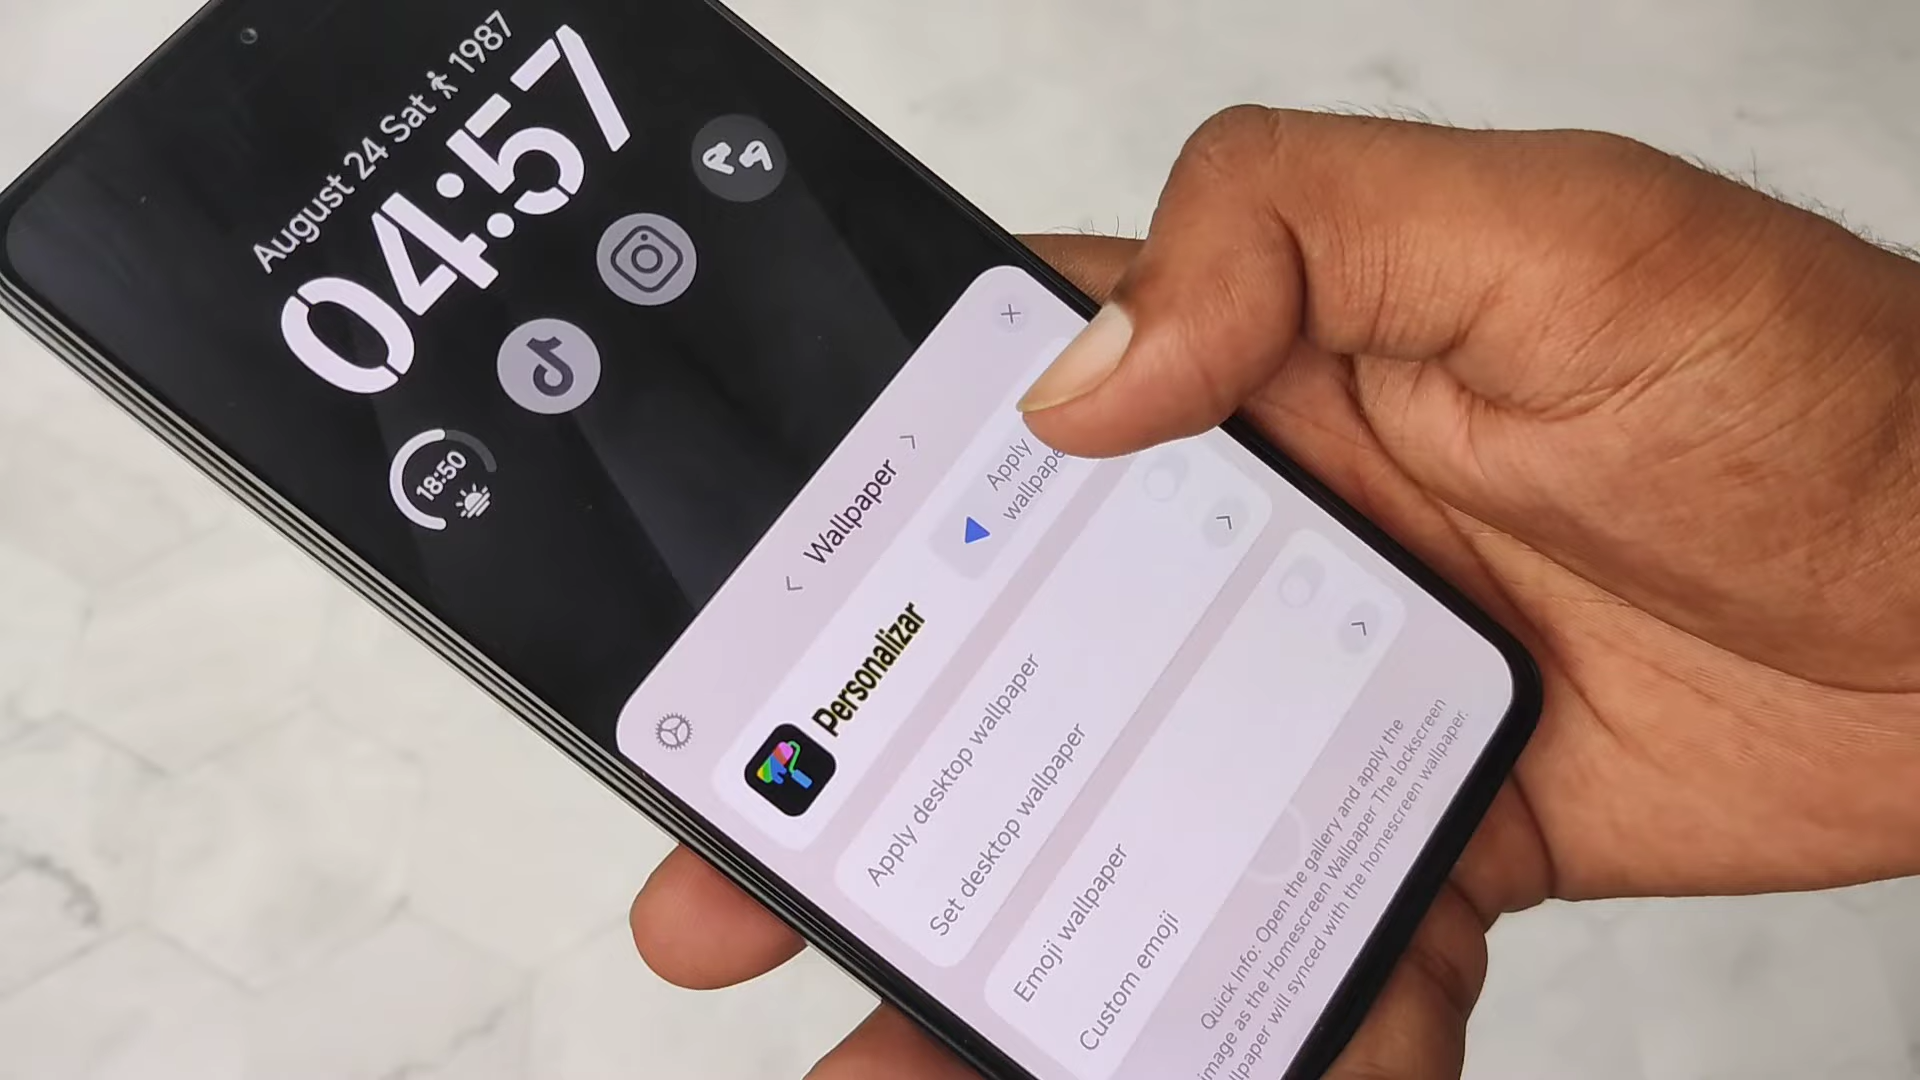 August 24 Sat 1987
04:57
18:50
Wallpaper
Personalizar
Apply
Apply desktop wallpaper
Set desktop wallpaper
Emoji wallpaper
Custom emoji
Quick Info: Open the gallery and apply the
image as the Homescreen Wallpaper The lockscreen
will synced with the homescreen wallpaper.